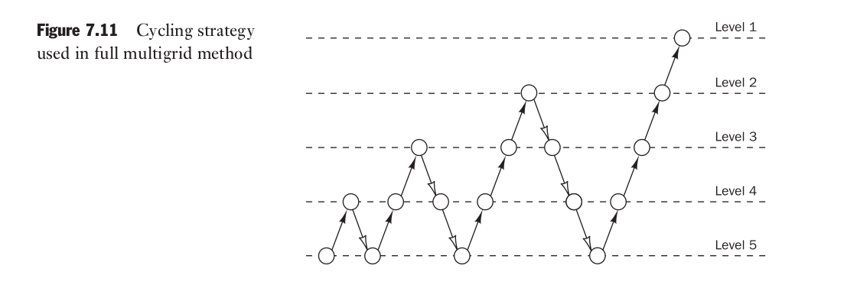 Figure 7.11 Cycling strategy
used in full multigrid method
Level 1
Level 2
Level 3
Level 4
Level 5